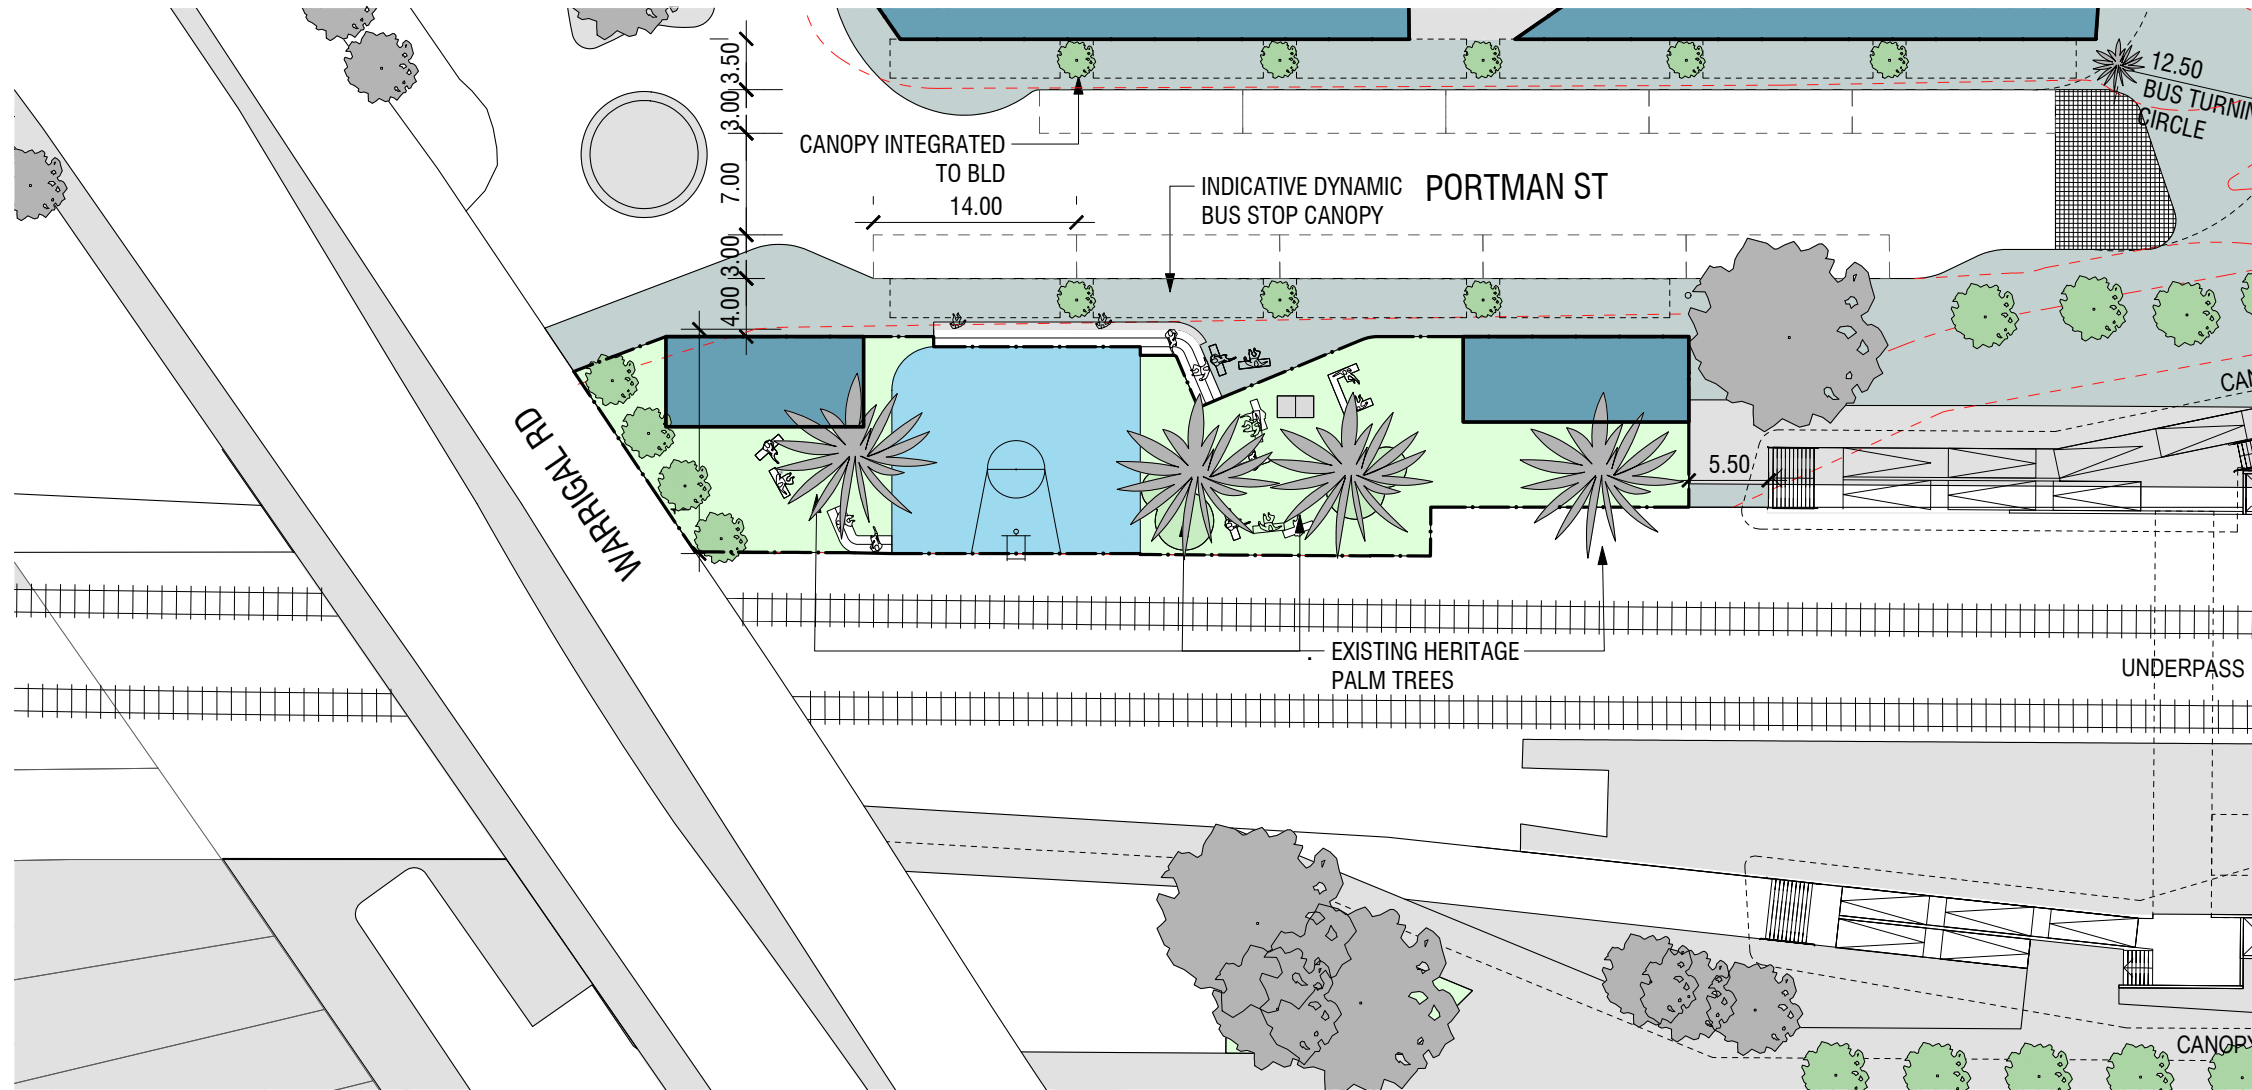 3.50
3.00
7.00
3.00
4.00
12.50
BUS TURNIN
CIRCLE
CANOPY INTEGRATED
TO BLD
14.00
INDICATIVE DYNAMIC
BUS STOP CANOPY
PORTMAN ST
CAN
WARRIGAL RD
5.50
EXISTING HERITAGE
PALM TREES
UNDERPASS
CANOPY